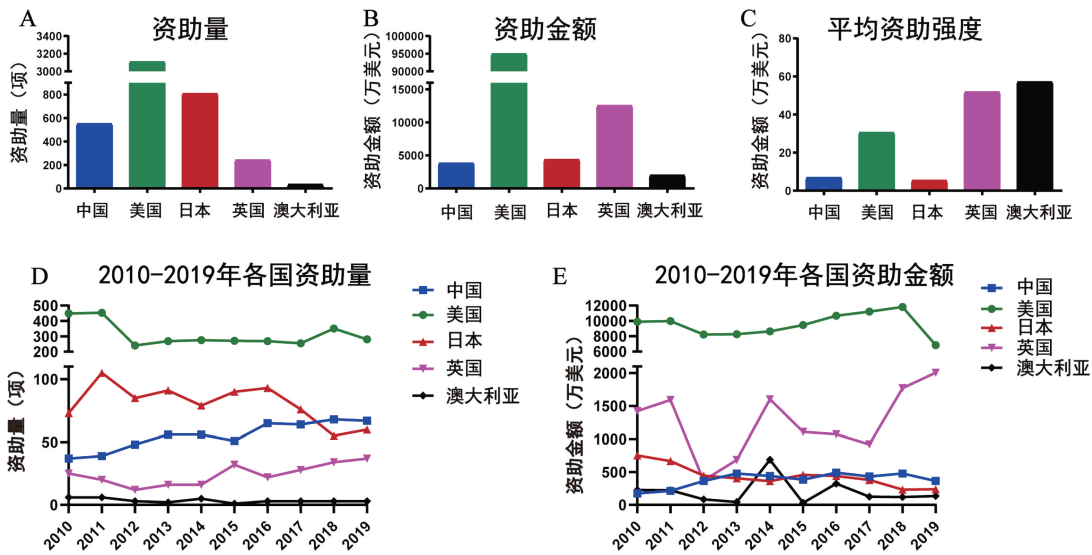 A
资助量
资助量（项）
3400
3200
3000
800
600
400
200
0
中国
美国
日本
英国
澳大利亚
B
资助金额
资助金额（万美元）
100000
95000
90000
15000
10000
5000
0
中国
美国
日本
英国
澳大利亚
C
平均资助强度
资助金额（万美元）
80
60
40
20
0
中国
美国
日本
英国
澳大利亚
D
2010-2019年各国资助量
资助量（项）
500
400
300
200
100
50
0
2010
2011
2012
2013
2014
2015
2016
2017
2018
2019
中国
美国
日本
英国
澳大利亚
E
2010-2019年各国资助金额
资助金额（万美元）
12000
10000
8000
6000
2000
1500
1000
500
0
2010
2011
2012
2013
2014
2015
2016
2017
2018
2019
中国
美国
日本
英国
澳大利亚